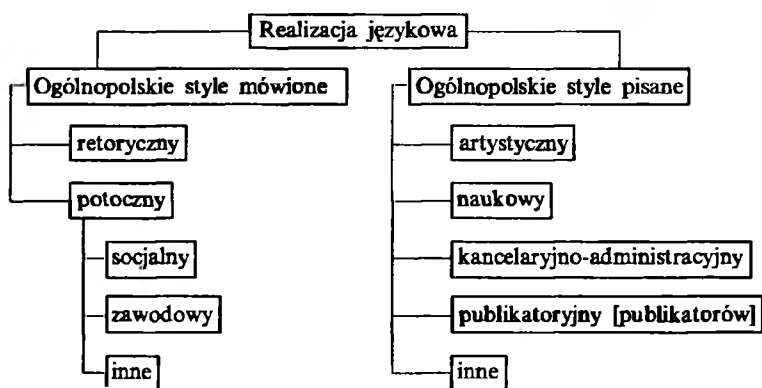 Realizacja językowa
Ogólnopolskie style mówione
retoryczny
potoczny
socjalny
zawodowy
inne
Ogólnopolskie style pisane
artystyczny
naukowy
kancelaryjno-administracyjny
publikatoryjny [publikatorów]
inne